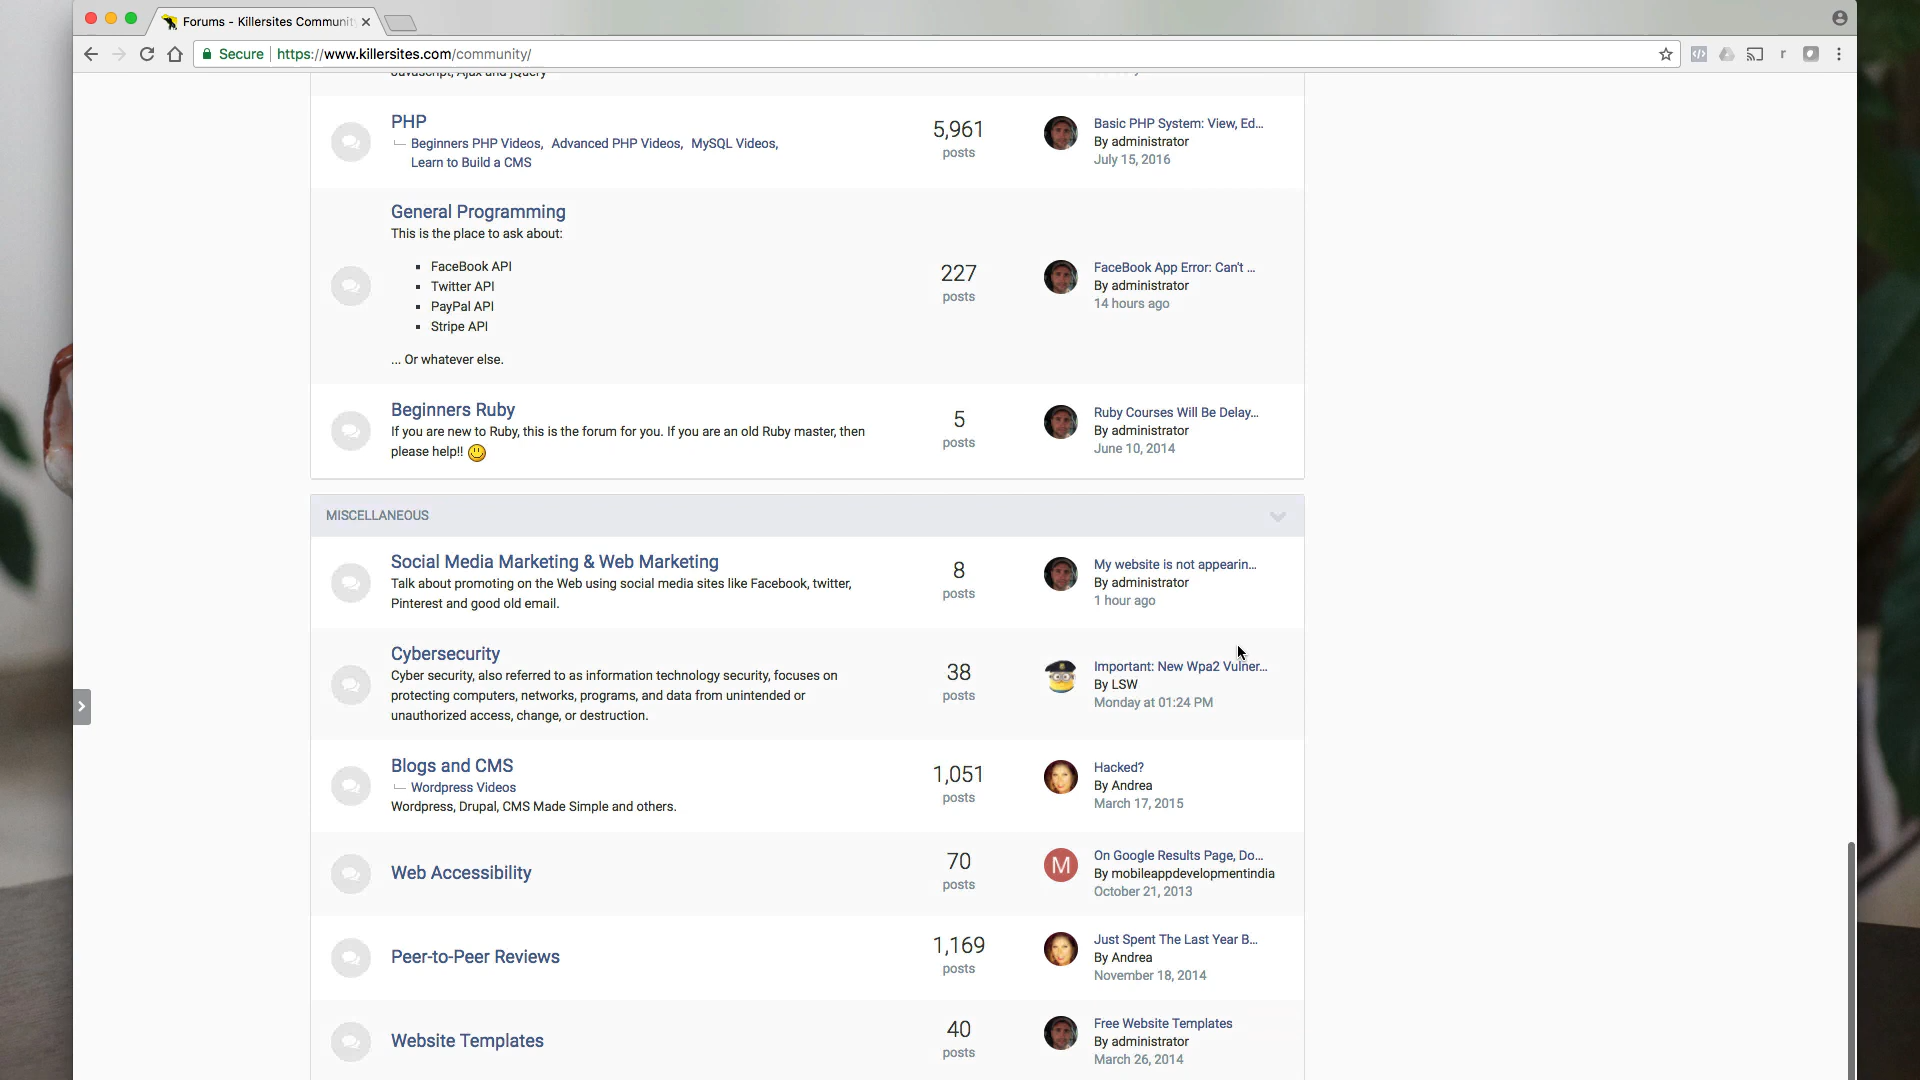 Forums - Killersites Communit
Secure
https://www.killersites.com/community/
r
Javascript, Ajax and jQuery
PHP
Beginners PHP Videos, Advanced PHP Videos, MySQL Videos,
Learn to Build a CMS
5,961
posts
Basic PHP System: View, Ed...
By administrator
July 15, 2016
General Programming
This is the place to ask about:
▪ FaceBook API
▪ Twitter API
▪ PayPal API
▪ Stripe API
... Or whatever else.
227
posts
FaceBook App Error: Can't ...
By administrator
14 hours ago
Beginners Ruby
If you are new to Ruby, this is the forum for you. If you are an old Ruby master, then
please help!!
5
posts
Ruby Courses Will Be Delay...
By administrator
June 10, 2014
MISCELLANEOUS
Social Media Marketing & Web Marketing
Talk about promoting on the Web using social media sites like Facebook, twitter,
Pinterest and good old email.
8
posts
My website is not appearin...
By administrator
1 hour ago
Cybersecurity
Cyber security, also referred to as information technology security, focuses on
protecting computers, networks, programs, and data from unintended or
unauthorized access, change, or destruction.
38
posts
Important: New Wpa2 Vulner...
By LSW
Monday at 01:24 PM
Blogs and CMS
Wordpress Videos
Wordpress, Drupal, CMS Made Simple and others.
1,051
posts
Hacked?
By Andrea
March 17, 2015
Web Accessibility
70
posts
M
On Google Results Page, Do...
By mobileappdevelopmentindia
October 21, 2013
Peer-to-Peer Reviews
1,169
posts
Just Spent The Last Year B...
By Andrea
November 18, 2014
Website Templates
40
posts
Free Website Templates
By administrator
March 26, 2014